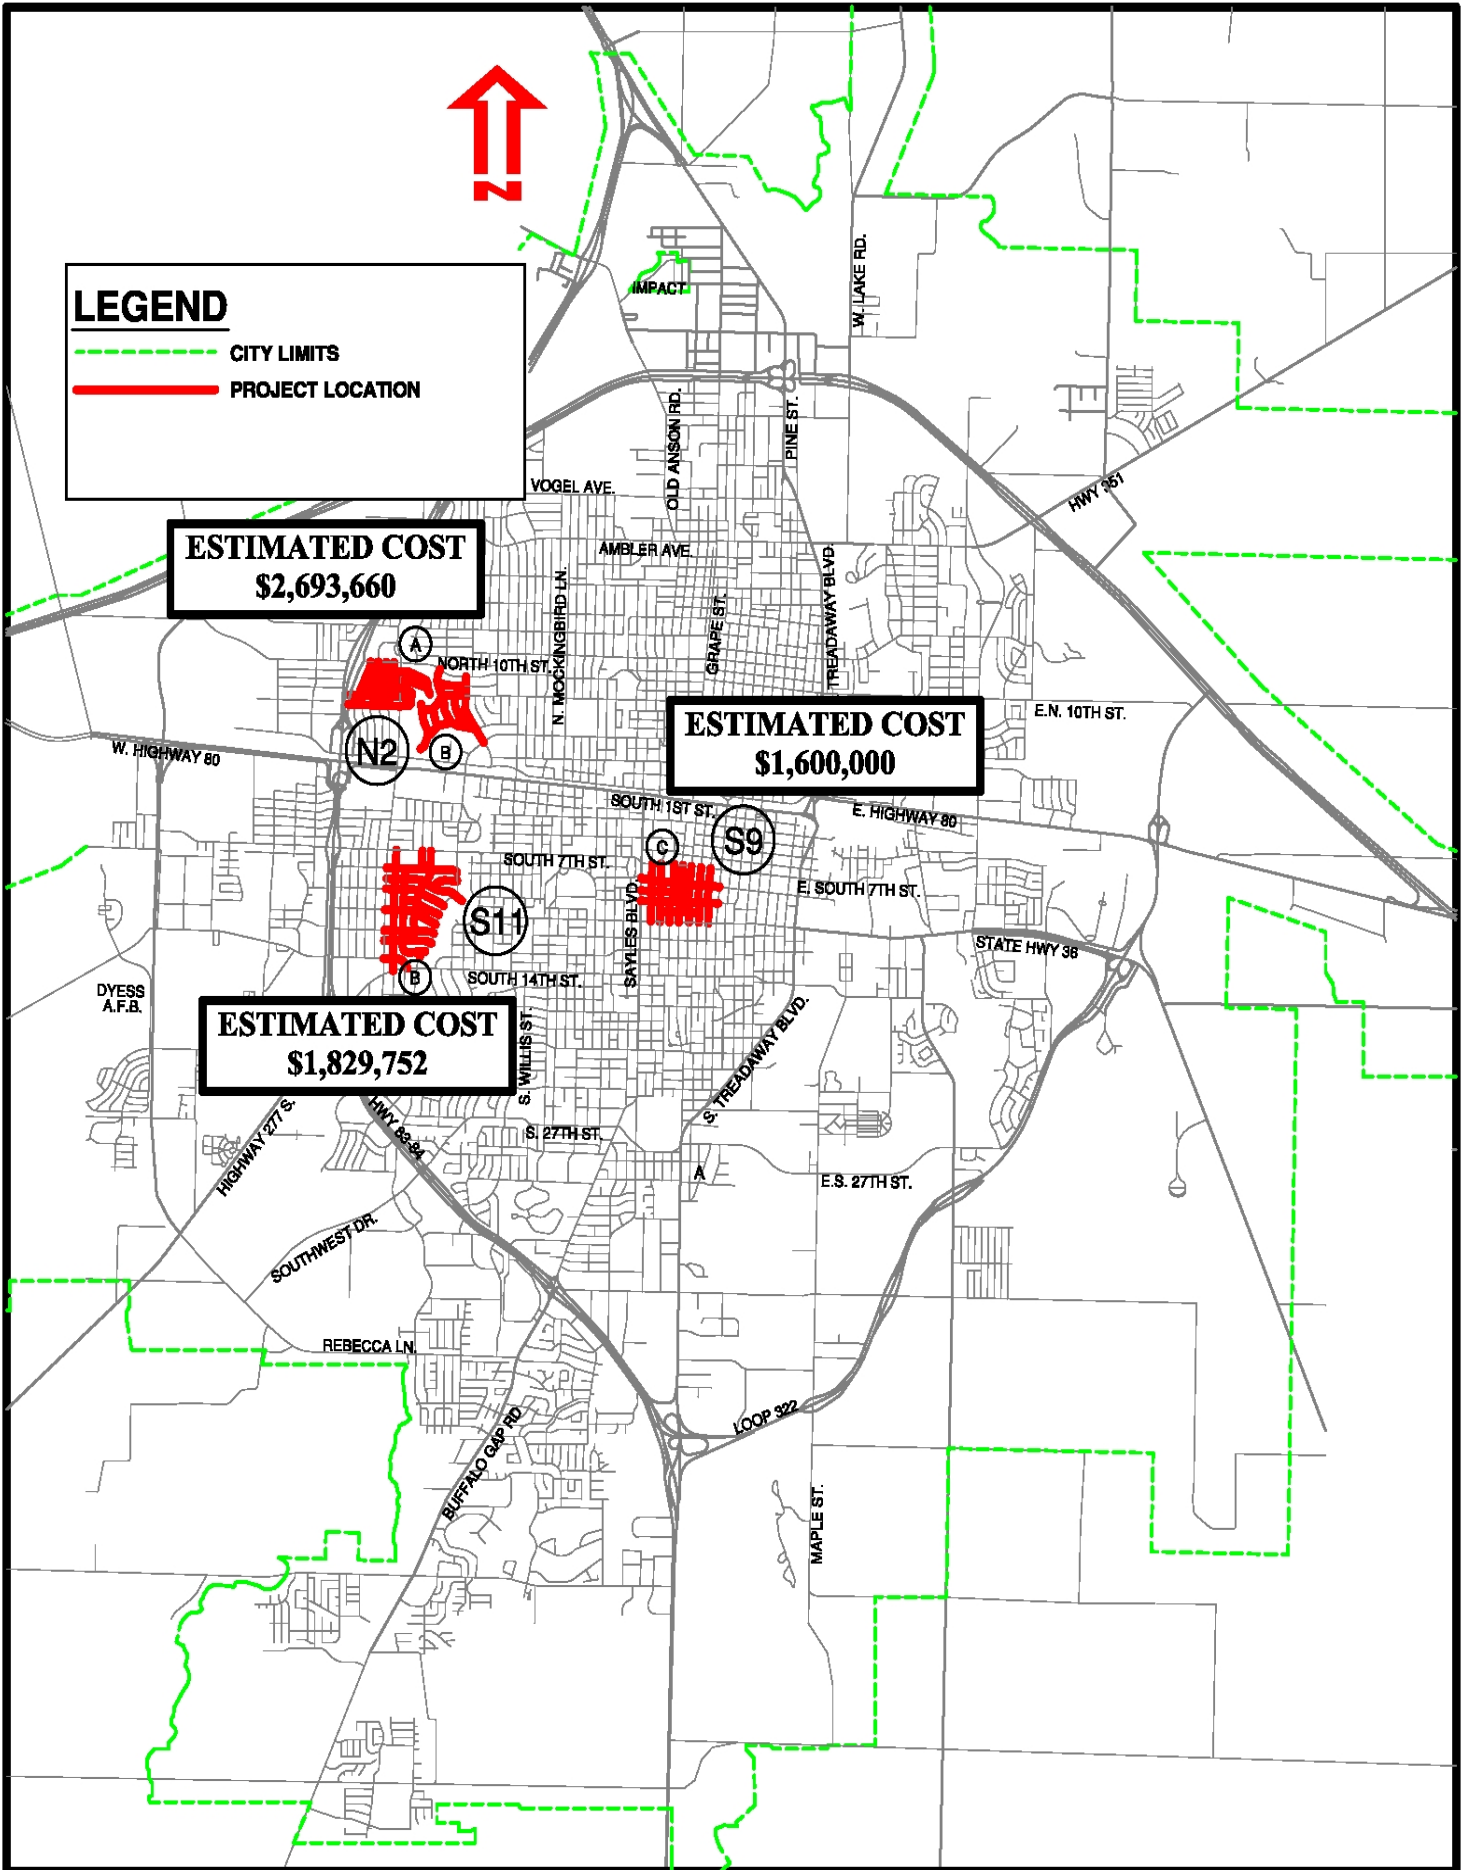 N
IMPACT
W. LAKE RD.
LEGEND
CITY LIMITS
PROJECT LOCATION
OLD ANSON RD.
PINE ST.
VOGEL AVE.
HWY 351
ESTIMATED COST
$2,693,660
AMBLER AVE.
N. MOCKINGBIRD LN.
GRAPE ST.
TREADAWAY BLVD.
A
NORTH 10TH ST.
ESTIMATED COST
$1,600,000
E.N. 10TH ST.
W. HIGHWAY 80
N2
B
SOUTH 1ST ST.
E. HIGHWAY 80
S9
C
SOUTH 7TH ST.
E. SOUTH 7TH ST.
S11
SAYLES BLVD.
STATE HWY 36
B
SOUTH 14TH ST.
DYESS
A.F.B.
ESTIMATED COST
$1,829,752
S. WILLIS ST.
S. TREADAWAY BLVD.
HIGHWAY 277 S.
HWY 83-84
S. 27TH ST.
A
E.S. 27TH ST.
SOUTHWEST DR.
REBECCA LN.
LOOP 322
BUFFALO GAP RD
MAPLE ST.